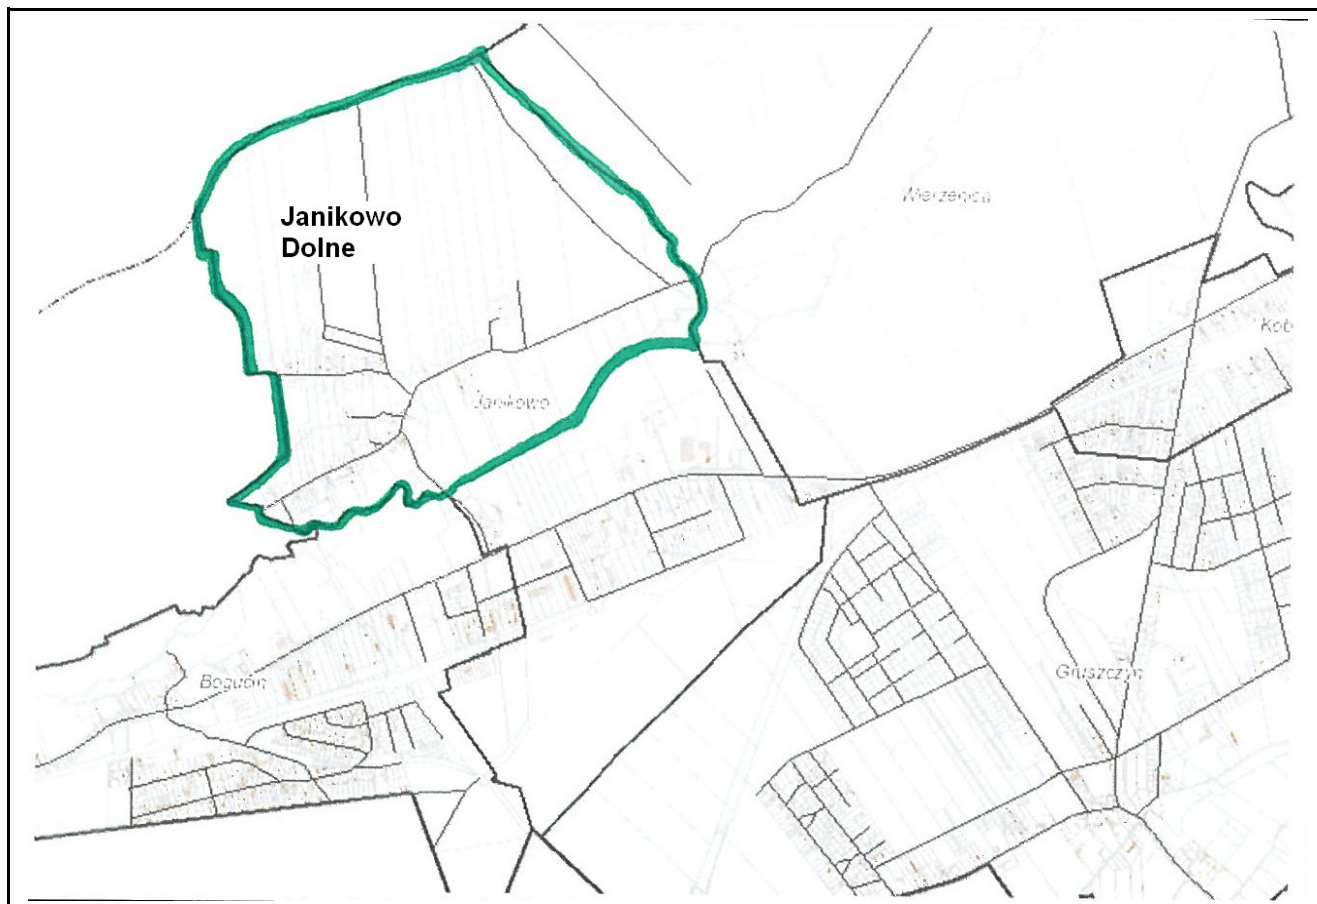 Wierzenica
Janikowo
Dolne
Kob
Janikowo
Gruszczyn
Bogucin